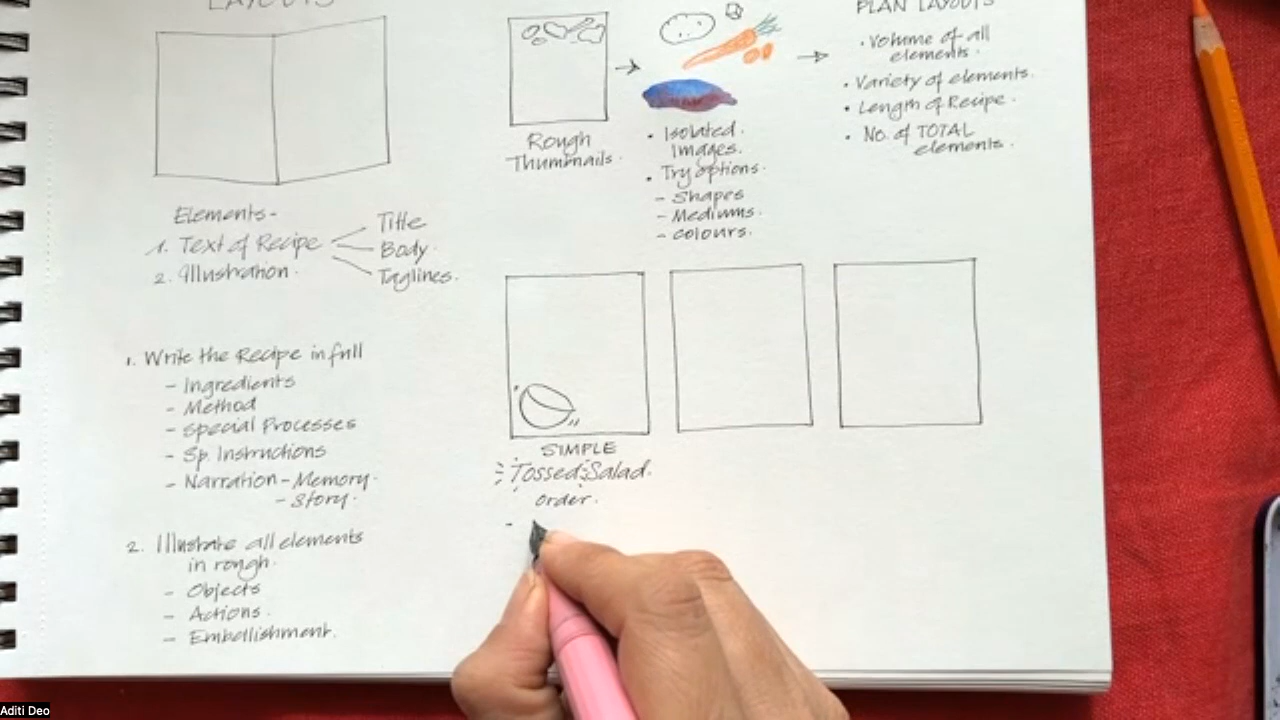 LAYOUTS
Elements-
1. Text of Recipe
2. Illustration.
Title
Body.
Taglines.
1. Write the Recipe in full
- Ingredients
- Method
- Special Processes
- Sp Instructions
- Narration - Memory.
- Story.
2. Illustrate all elements
in rough.
- Objects
- Actions.
- Embellishment.
Rough
Thumbnails.
• Isolated.
Images.
• Try options.
- Shapes
- Mediums.
- colours.
PLAN LAYOUTS
• Volume of all
elements.
• Variety of elements.
• Length of Recipe.
• No. of TOTAL
elements.
SIMPLE
Tossed Salad.
order.
-
Aditi Deo